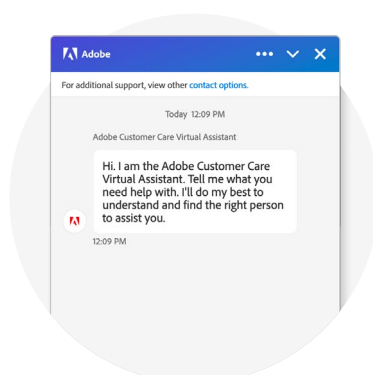 Adobe
For additional support, view other contact options.
Today 12:09 PM
Adobe Customer Care Virtual Assistant
Hi. I am the Adobe Customer Care
Virtual Assistant. Tell me what you
need help with. I'll do my best to
understand and find the right person
to assist you.
12:09 PM